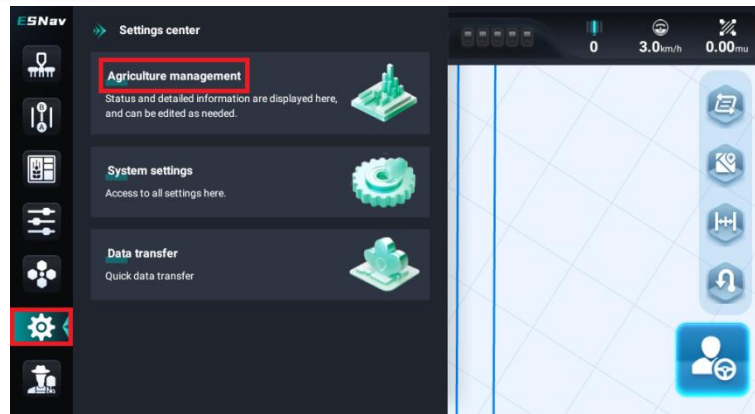 ESNav
Settings center
Agriculture management
Status and detailed information are displayed here,
and can be edited as needed.
System settings
Access to all settings here.
Data transfer
Quick data transfer
0
3.0km/h
0.00mu
B
A